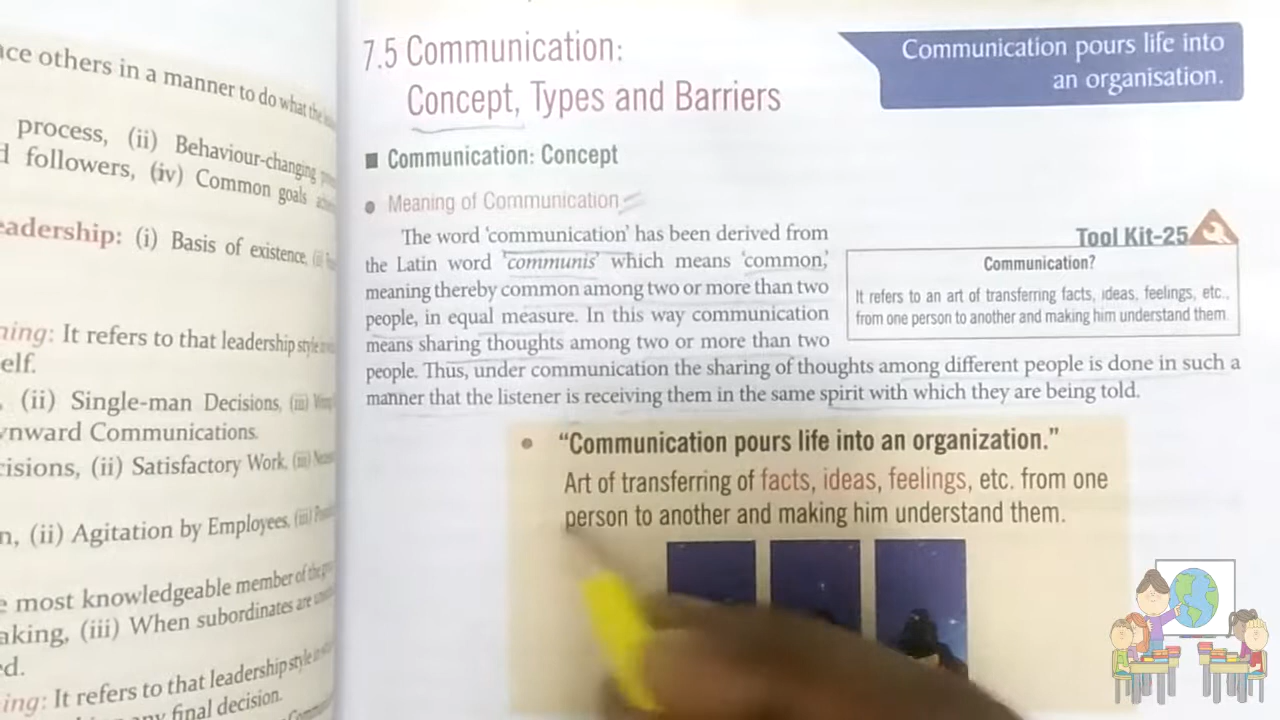 ce others in a manner to do what the
process, (ii) Behaviour-changing
followers, (iv) Common goals
eadership: (i) Basis of existence,
ning: It refers to that leadership style
elf.
(ii) Single-man Decisions, (iii)
wnward Communications.
cisions, (ii) Satisfactory Work, (iii)
n, (ii) Agitation by Employees, (iii)
e most knowledgeable member of the
aking, (iii) When subordinates are
ed.
ing: It refers to that leadership style
any final decision.
7.5 Communication:
Concept, Types and Barriers
Communication pours life into
an organisation.
■ Communication: Concept
● Meaning of Communication
The word 'communication' has been derived from
the Latin word 'communis' which means 'common,'
meaning thereby common among two or more than two
people, in equal measure. In this way communication
means sharing thoughts among two or more than two
people. Thus, under communication the sharing of thoughts among different people is done in such a
manner that the listener is receiving them in the same spirit with which they are being told.
Tool Kit-25
Communication?
It refers to an art of transferring facts, ideas, feelings, etc.,
from one person to another and making him understand them.
● “Communication pours life into an organization.”
Art of transferring of facts, ideas, feelings, etc. from one
person to another and making him understand them.